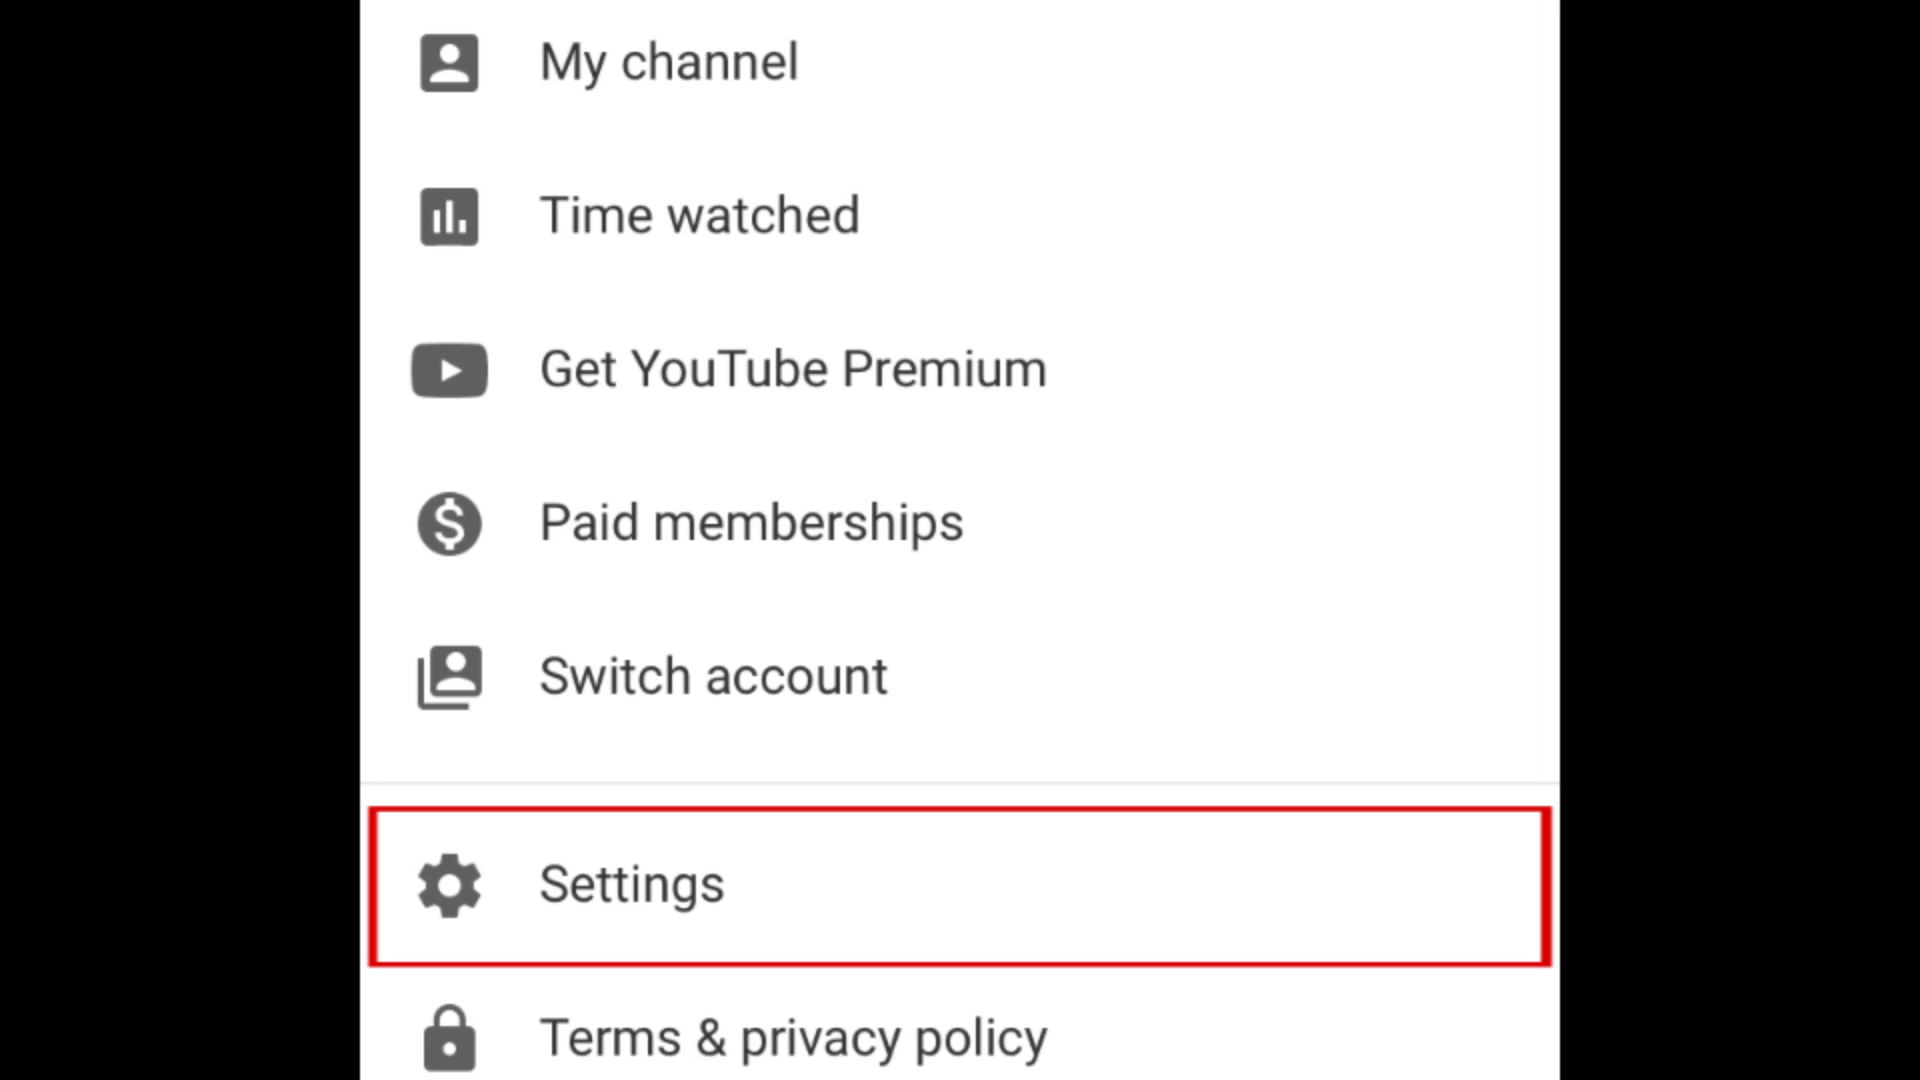 My channel
Time watched
Get YouTube Premium
Paid memberships
Switch account
Settings
Terms & privacy policy